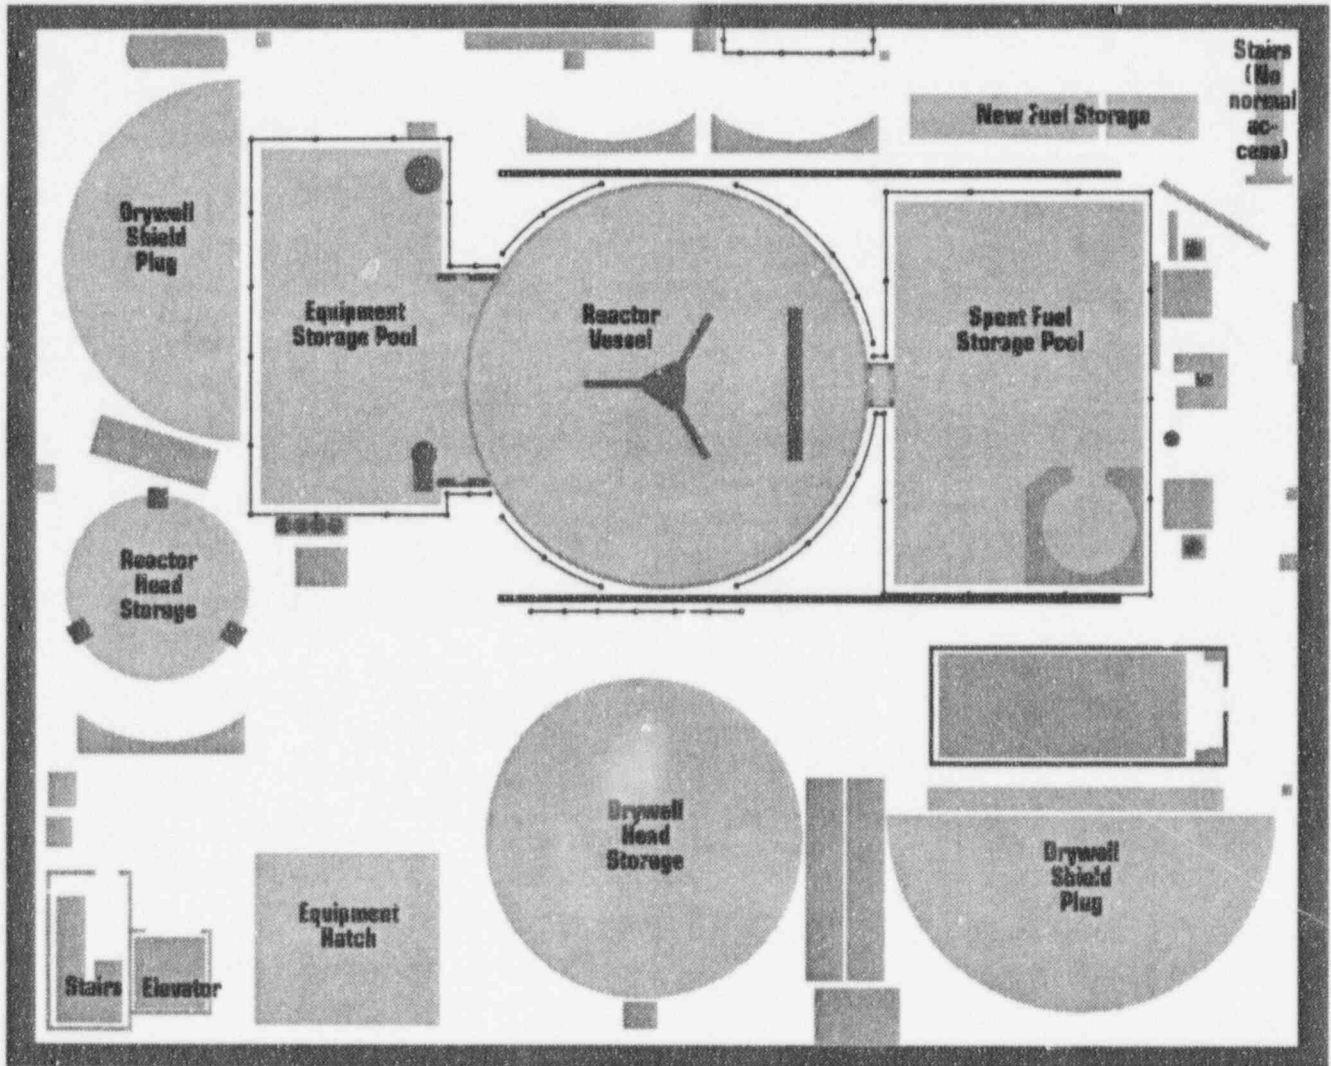 Stairs
(No
normal
ac-
case)
New Fuel Storage
Drywell
Shield
Plug
Equipment
Storage Pool
Reactor
Vessel
Spent Fuel
Storage Pool
Reactor
Head
Storage
Drywell
Head
Storage
Drywell
Shield
Plug
Equipment
Hatch
Stairs
Elevator